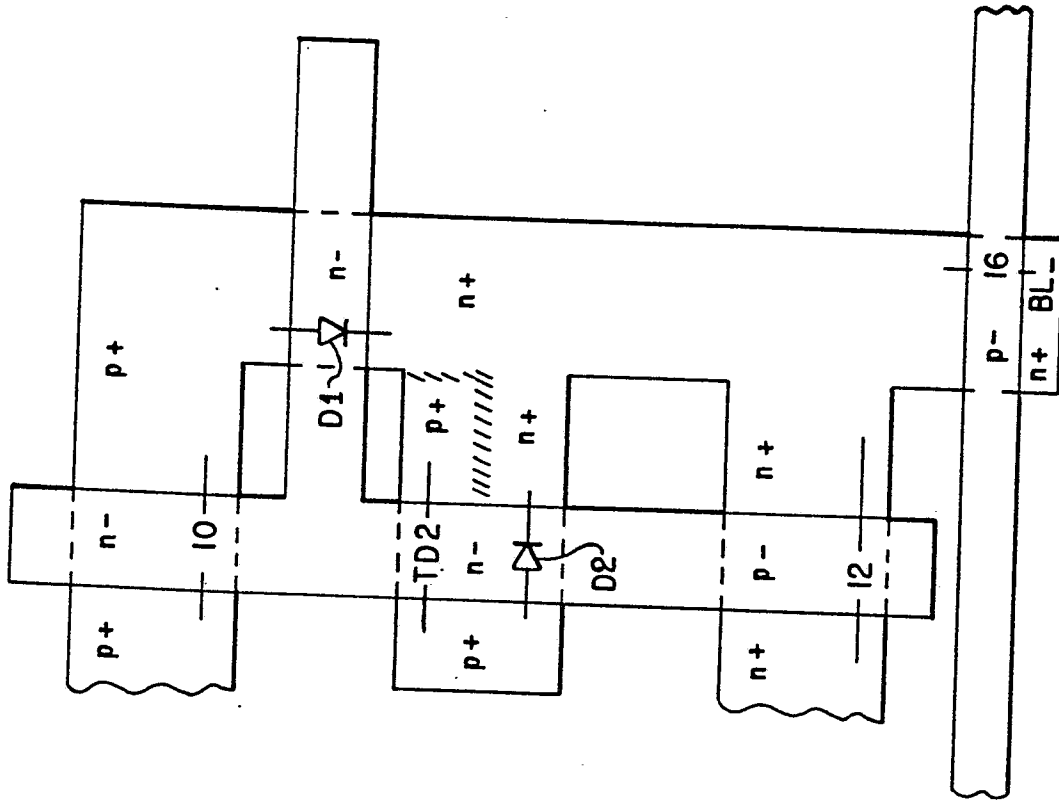 p+
n-
10
p+
D1
n-
n+
p+
n+
TD2
n-
D2
p+
n+
p-
12
n+
p-
16
n+
BL-